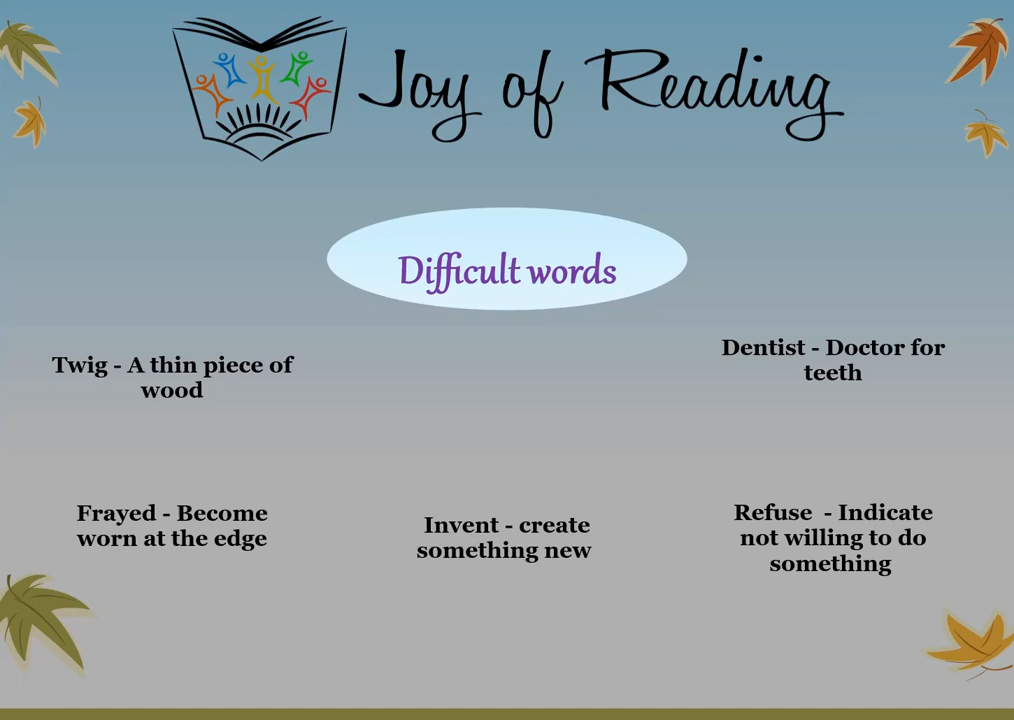 Joy of Reading
Difficult words
Twig - A thin piece of
wood
Dentist - Doctor for
teeth
Frayed - Become
worn at the edge
Invent - create
something new
Refuse  - Indicate
not willing to do
something